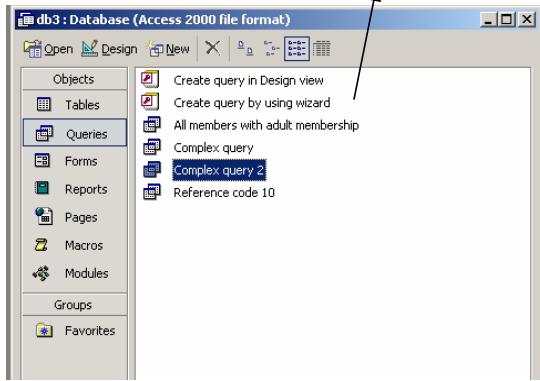 db3 : Database (Access 2000 file format)
Open Design New
Objects
Tables
Queries
Forms
Reports
Pages
Macros
Modules
Groups
Favorites
Create query in Design view
Create query by using wizard
All members with adult membership
Complex query
Complex query 2
Reference code 10